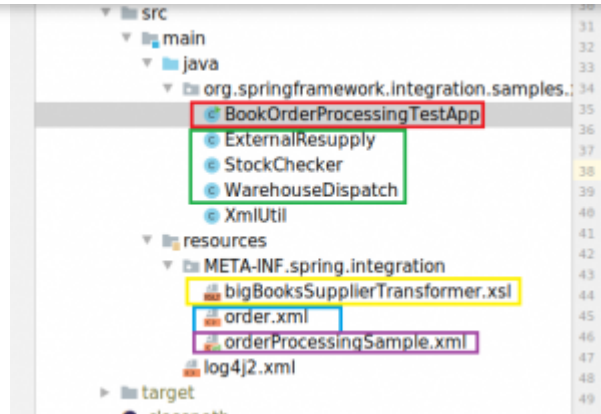 src
main
java
org.springframework.integration.samples.
BookOrderProcessingTestApp
ExternalResupply
StockChecker
WarehouseDispatch
XmlUtil
resources
META-INF.spring.integration
bigBooksSupplierTransformer.xsl
order.xml
orderProcessingSample.xml
log4j2.xml
target
.classpath
30
31
32
33
34
35
36
37
38
39
40
41
42
43
44
45
46
47
48
49